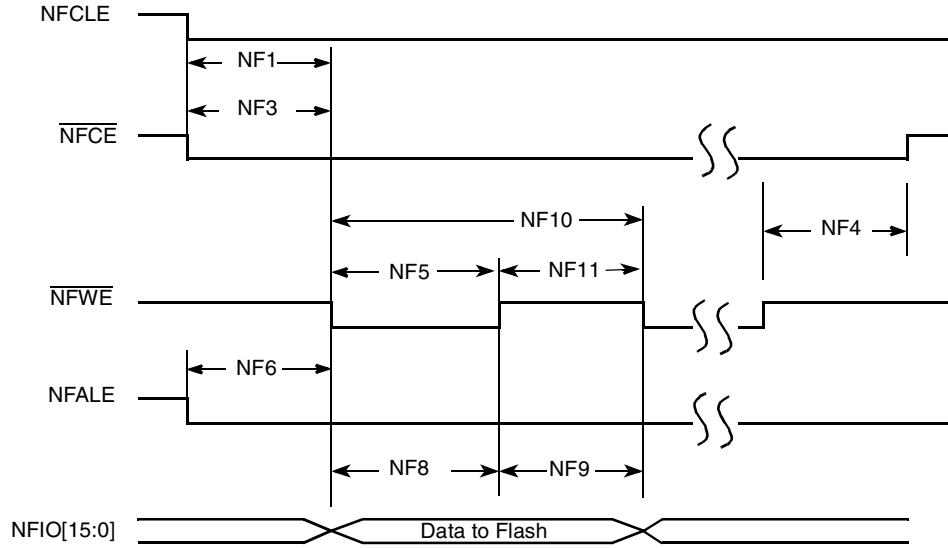 NFCLE
NF1
NF3
NFCE
NF10
NF4
NF5
NF11
NFWE
NF6
NFALE
NF8
NF9
NFIO[15:0]
Data to Flash